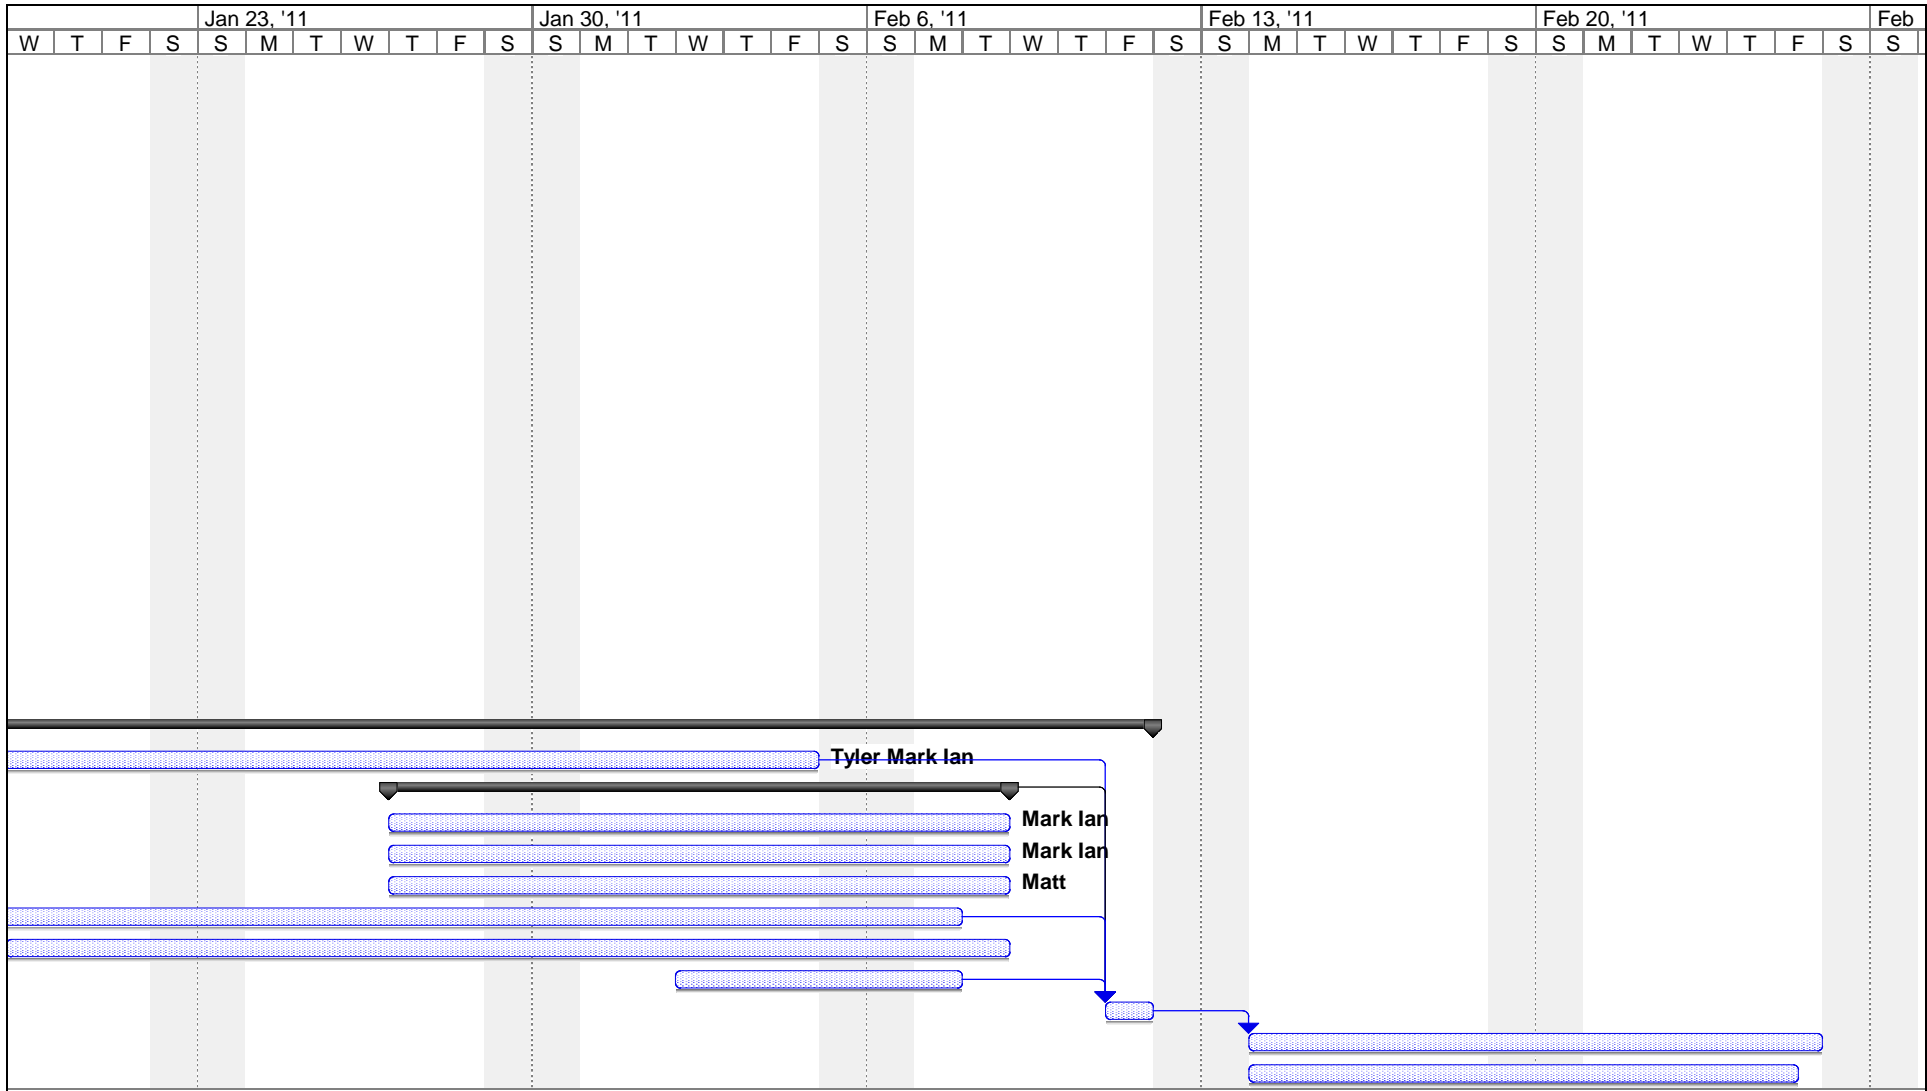 Jan 23, '11 Jan 30, '11 Feb 6, '11 Feb 13, '11 Feb 20, '11 Feb
W T F S S M T W T F S S M T W T F S S M T W T F S S M T W T F S S M T W T F S S
Tyler Mark Ian
Mark Ian
Mark Ian
Matt